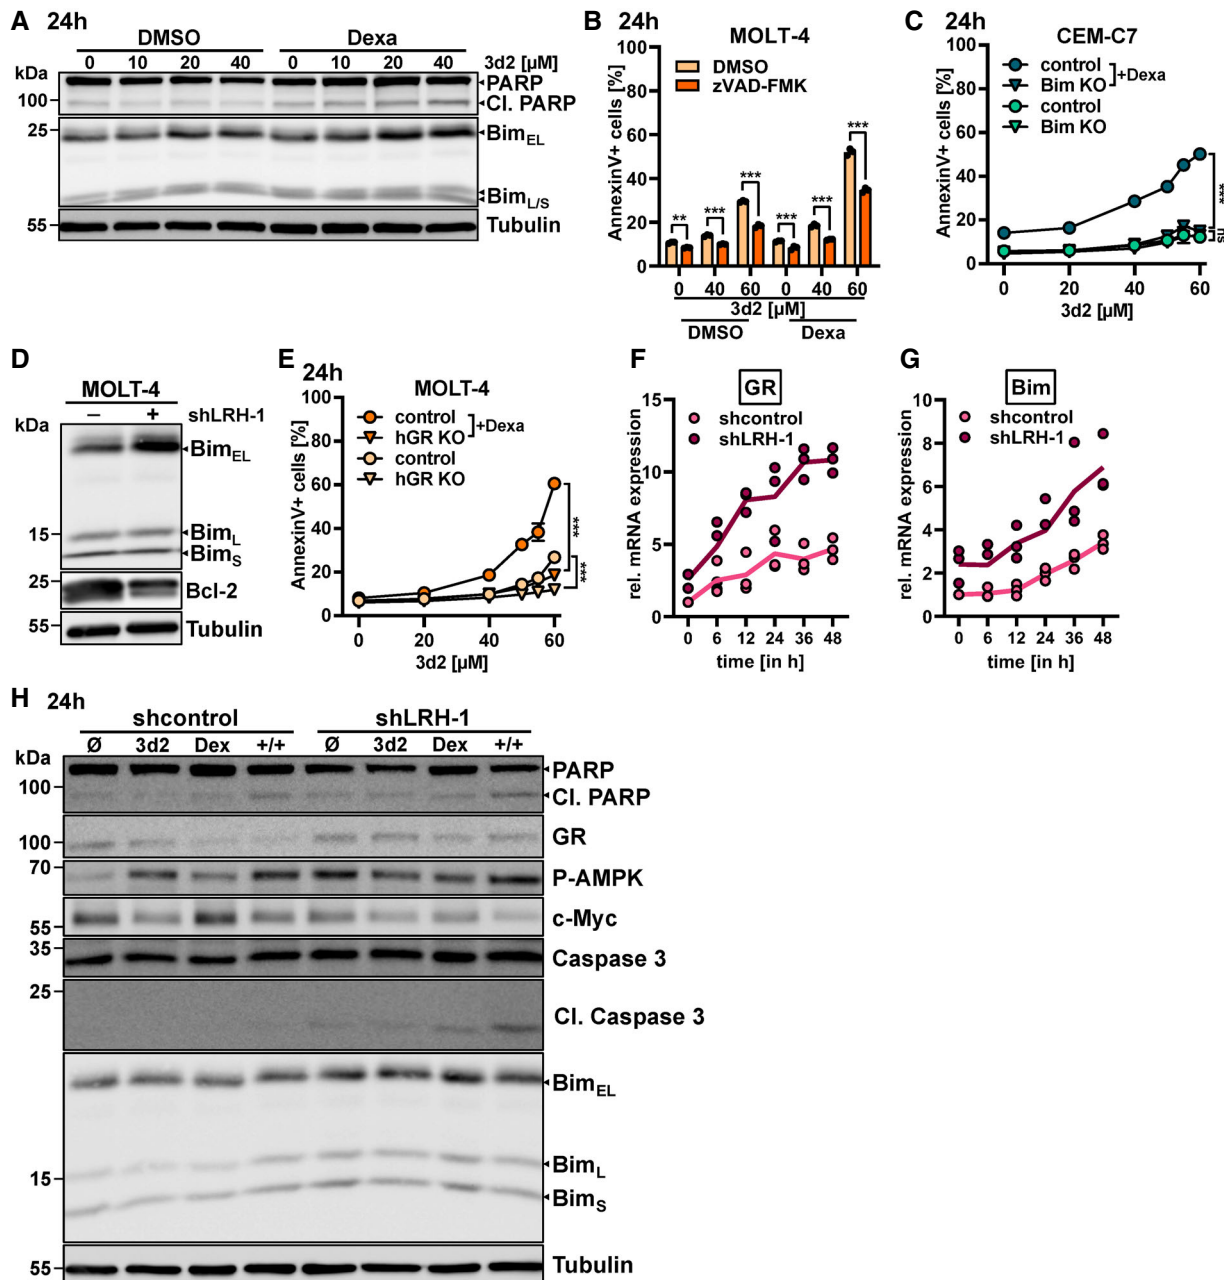 A 24h
DMSO Dexa
0 10 20 40 0 10 20 40 3d2 [µM]
kDa
PARP
100 Cl. PARP
25 BimEL
BimL/S
55 Tubulin
B 24h
MOLT-4
DMSO
zVAD-FMK
AnnexinV+ cells [%]
100
80
60
40
20
0
** *** *** *** *** ***
0 40 60 0 40 60
3d2 [µM]
DMSO Dexa
C 24h
CEM-C7
control
Bim KO
+Dexa
control
Bim KO
AnnexinV+ cells [%]
100
80
60
40
20
0
***
ns
0 20 40 60
3d2 [µM]
D
MOLT-4
kDa – + shLRH-1
BimEL
15 BimL
BimS
25 Bcl-2
55 Tubulin
E 24h
MOLT-4
control
hGR KO
+Dexa
control
hGR KO
AnnexinV+ cells [%]
100
80
60
40
20
0
***
***
0 20 40 60
3d2 [µM]
F
GR
shcontrol
shLRH-1
rel. mRNA expression
15
10
5
0
0 6 12 24 36 48
time [in h]
G
Bim
shcontrol
shLRH-1
rel. mRNA expression
10
8
6
4
2
0
0 6 12 24 36 48
time [in h]
H 24h
shcontrol shLRH-1
Ø 3d2 Dex +/+ Ø 3d2 Dex +/+
kDa
PARP
100 Cl. PARP
100 GR
70 P-AMPK
55 c-Myc
35 Caspase 3
25 Cl. Caspase 3
BimEL
BimL
15
BimS
55 Tubulin